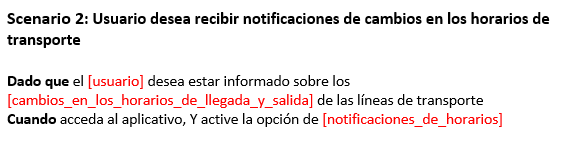 Scenario 2: Usuario desea recibir notificaciones de cambios en los horarios de
transporte
Dado que el [usuario] desea estar informado sobre los
[cambios_en_los_horarios_de_llegada_y_salida] de las líneas de transporte
Cuando acceda al aplicativo, Y active la opción de [notificaciones_de_horarios]